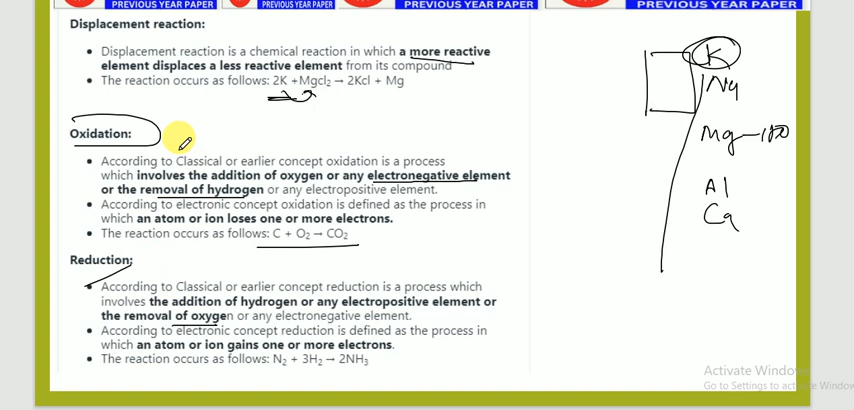 PREVIOUS YEAR PAPER PREVIOUS YEAR PAPER PREVIOUS YEAR PAPER PREVIOUS YEAR PAPER
Displacement reaction:
• Displacement reaction is a chemical reaction in which a more reactive
element displaces a less reactive element from its compound
• The reaction occurs as follows: 2K +Mgcl₂ → 2Kcl + Mg
Oxidation:
• According to Classical or earlier concept oxidation is a process
which involves the addition of oxygen or any electronegative element
or the removal of hydrogen or any electropositive element.
• According to electronic concept oxidation is defined as the process in
which an atom or ion loses one or more electrons.
• The reaction occurs as follows: C + O₂ → CO₂
Reduction:
• According to Classical or earlier concept reduction is a process which
involves the addition of hydrogen or any electropositive element or
the removal of oxygen or any electronegative element.
• According to electronic concept reduction is defined as the process in
which an atom or ion gains one or more electrons.
• The reaction occurs as follows: N₂ + 3H₂ → 2NH₃
K
Na
Mg
Al
Ca
Activate Windows
Go to Settings to activate Window